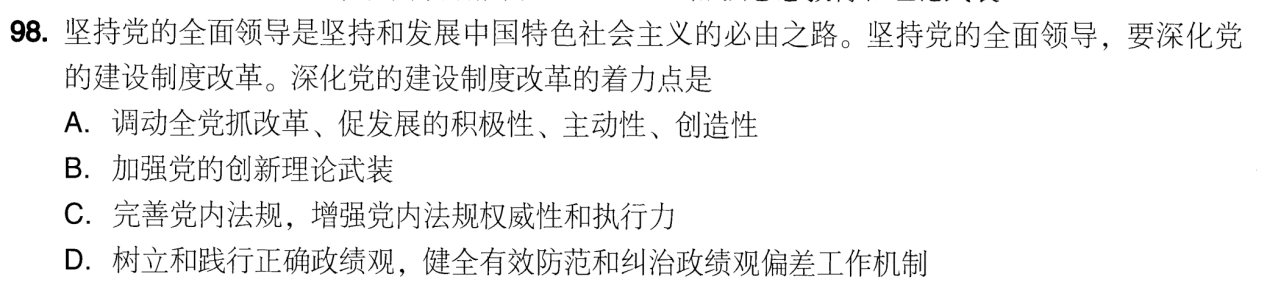 98. 坚持党的全面领导是坚持和发展中国特色社会主义的必由之路。坚持党的全面领导，要深化党
的建设制度改革。深化党的建设制度改革的着力点是
A. 调动全党抓改革、促发展的积极性、主动性、创造性
B. 加强党的创新理论武装
C. 完善党内法规，增强党内法规权威性和执行力
D. 树立和践行正确政绩观，健全有效防范和纠治政绩观偏差工作机制